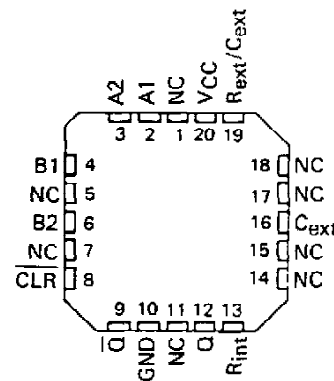 A2 A1 NC VCC Rext/Cext
3 2 1 20 19
B1 4 18 NC
NC 5 17 NC
B2 6 16 Cext
NC 7 15 NC
C̅L̅R̅ 8 14 NC
9 10 11 12 13
Q̅ GND NC Q Rint